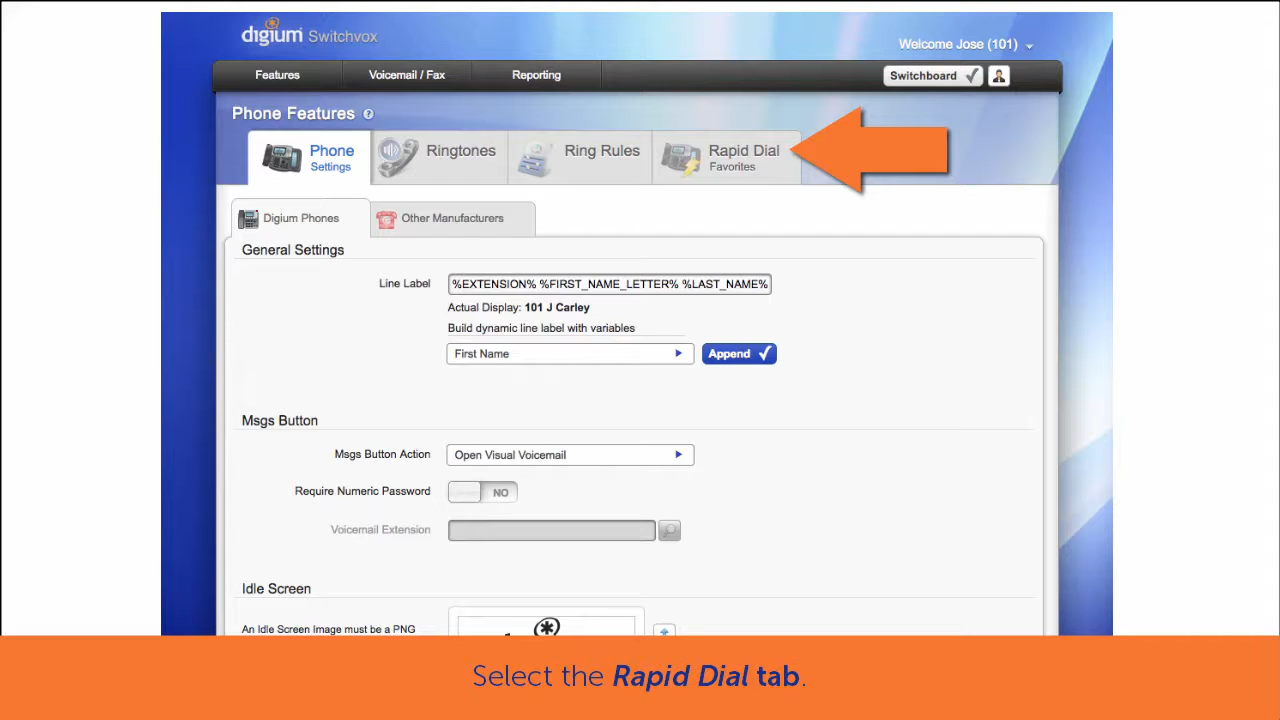 digium Switchvox
Welcome Jose (101)
Features
Voicemail / Fax
Reporting
Switchboard
Phone Features ?
Phone
Settings
Ringtones
Ring Rules
Rapid Dial
Favorites
Digium Phones
Other Manufacturers
General Settings
Line Label
%EXTENSION% %FIRST_NAME_LETTER% %LAST_NAME%
Actual Display: 101 J Carley
Build dynamic line label with variables
First Name
Append
Msgs Button
Msgs Button Action
Open Visual Voicemail
Require Numeric Password
NO
Voicemail Extension
Idle Screen
An Idle Screen Image must be a PNG
Select the Rapid Dial tab.